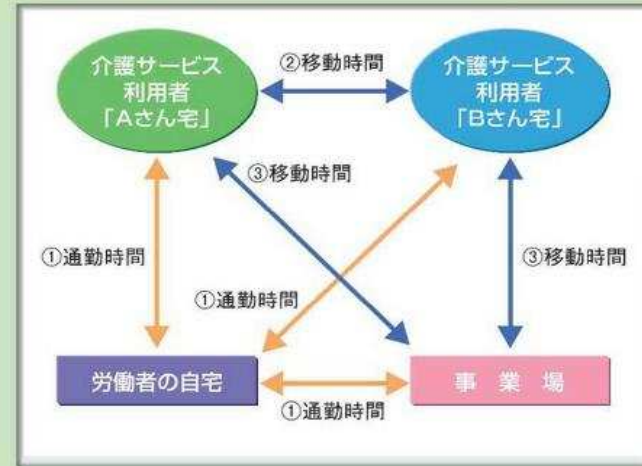 介護サービス
利用者
「Aさん宅」
②移動時間
介護サービス
利用者
「Bさん宅」
③移動時間
①通勤時間
③移動時間
①通勤時間
労働者の自宅
事 業 場
①通勤時間